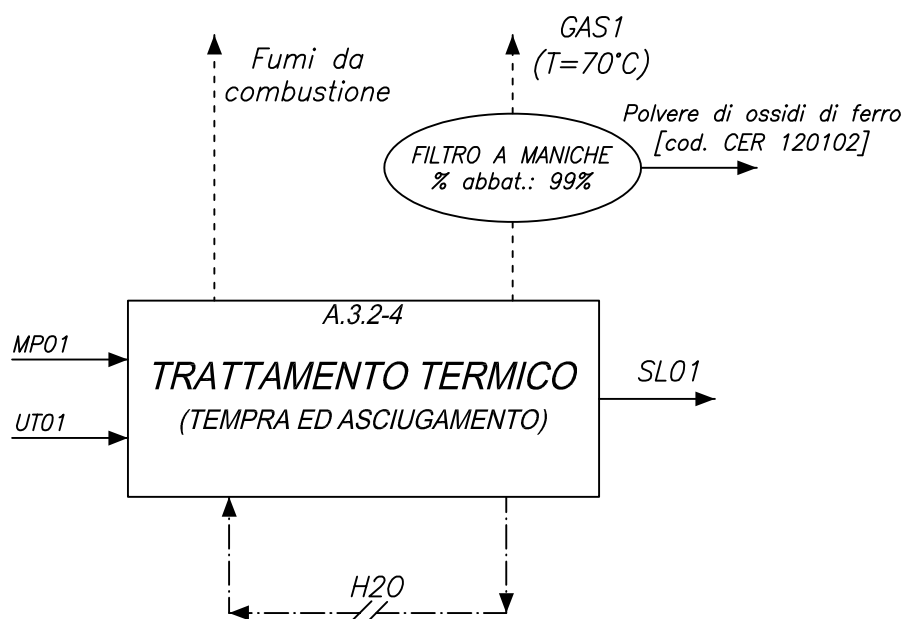 Fumi da
combustione
GAS1
(T=70°C)
Polvere di ossidi di ferro
[cod. CER 120102]
FILTRO A MANICHE
% abbat.: 99%
A.3.2-4
MP01
TRATTAMENTO TERMICO
(TEMPRA ED ASCIUGAMENTO)
SL01
UT01
H2O